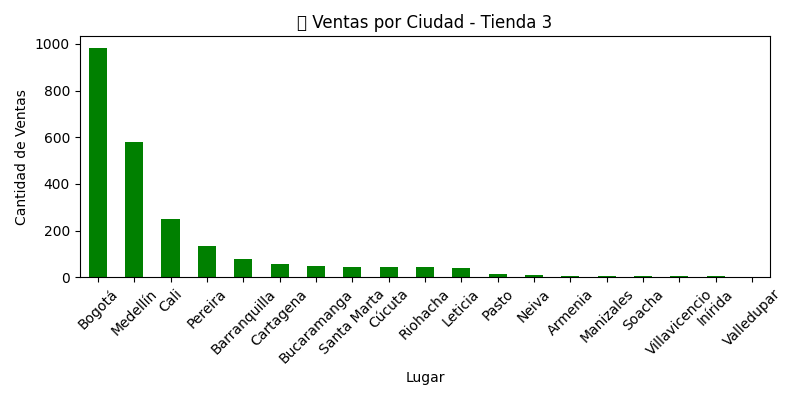 Ventas por Ciudad - Tienda 3
Cantidad de Ventas
1000
800
600
400
200
0
Bogotá
Medellín
Cali
Pereira
Barranquilla
Cartagena
Bucaramanga
Santa Marta
Cúcuta
Riohacha
Leticia
Pasto
Neiva
Armenia
Manizales
Soacha
Villavicencio
Inírida
Valledupar
Lugar